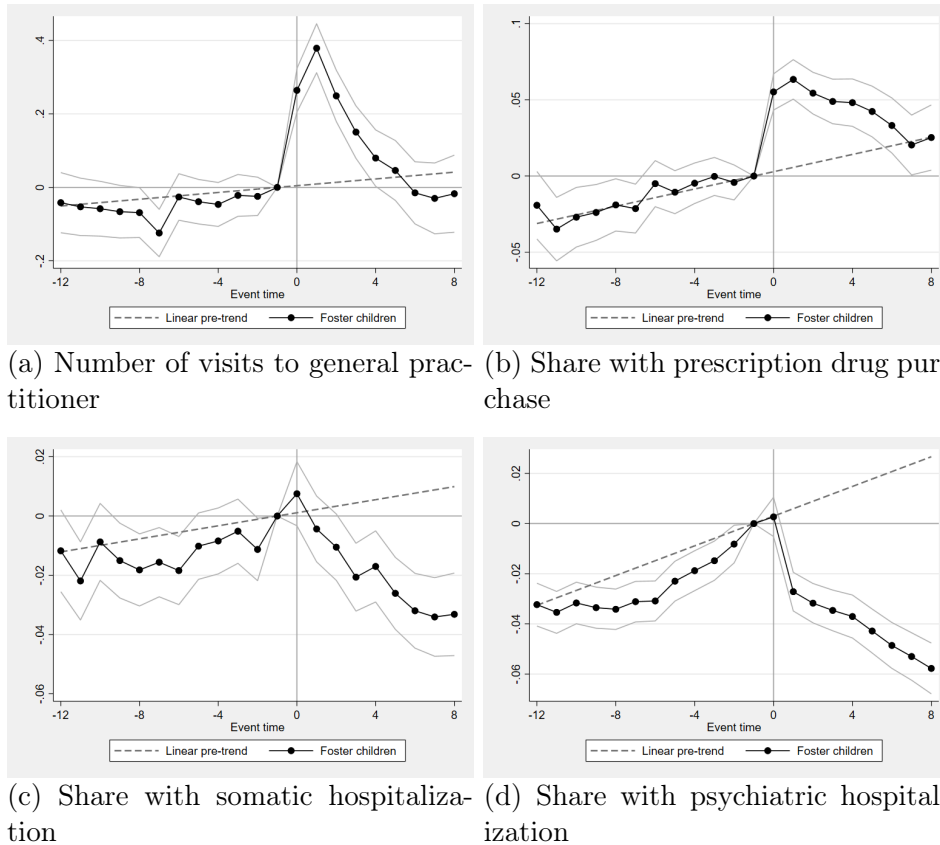 .4
.2
0
-.2
-12 -8 -4 0 4 8
Event time
Linear pre-trend Foster children
(a) Number of visits to general prac-
titioner
.1
.05
0
-.05
-12 -8 -4 0 4 8
Event time
Linear pre-trend Foster children
(b) Share with prescription drug pur
chase
.02
0
-.02
-.04
-.06
-12 -8 -4 0 4 8
Event time
Linear pre-trend Foster children
(c) Share with somatic hospitaliza-
tion
.02
0
-.02
-.04
-.06
-12 -8 -4 0 4 8
Event time
Linear pre-trend Foster children
(d) Share with psychiatric hospital
ization